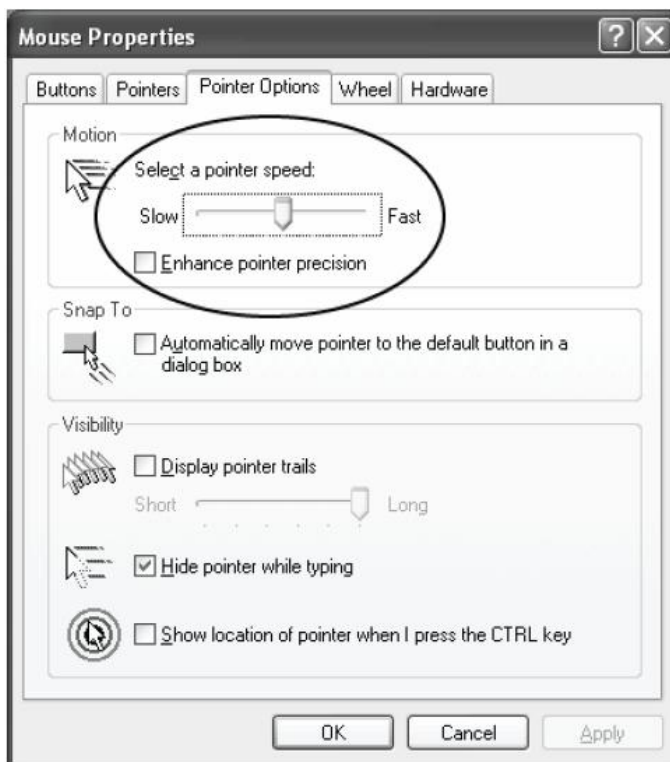 Mouse Properties
Buttons Pointers Pointer Options Wheel Hardware
Motion
Select a pointer speed:
Slow Fast
Enhance pointer precision
Snap To
Automatically move pointer to the default button in a
dialog box
Visibility
Display pointer trails
Short Long
Hide pointer while typing
Show location of pointer when I press the CTRL key
OK Cancel Apply